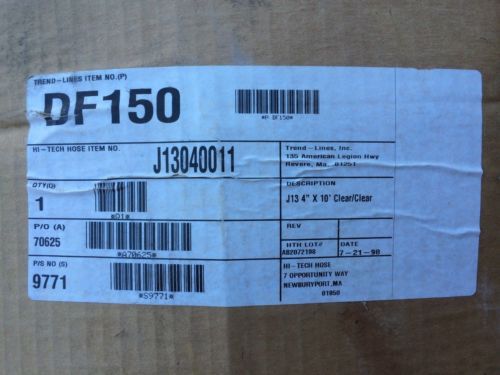 TREND-LINES ITEM NO.(P)
DF150
*P DF150*
HI-TECH HOSE ITEM NO.
J13040011
Trend-Lines, Inc.
135 American Legion Hwy
Revere, Ma. 01251
QTY(Q)
1
*Q1*
DESCRIPTION
J13 4" X 10' Clear/Clear
P/O (A)
70625
*A70625*
REV
HTH LOT#
AB2072198
DATE
7-21-98
P/S NO (S)
9771
*S9771*
HI-TECH HOSE
7 OPPORTUNITY WAY
NEWBURYPORT,MA
01950